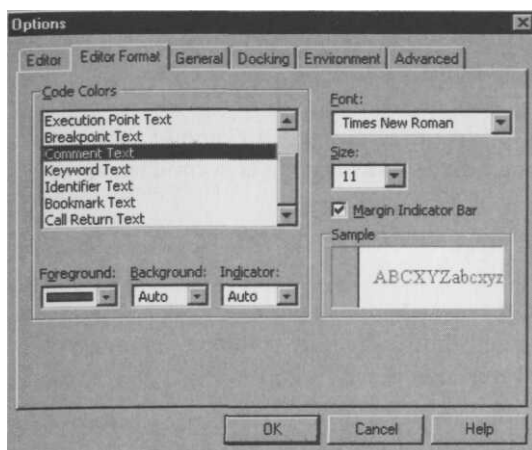 Options
Editor Editor Format General Docking Environment Advanced
Code Colors
Execution Point Text
Breakpoint Text
Comment Text
Keyword Text
Identifier Text
Bookmark Text
Call Return Text
Foreground: Background: Indicator:
Auto Auto
Font:
Times New Roman
Size:
11
Margin Indicator Bar
Sample
ABCXYZabcxyz
OK Cancel Help